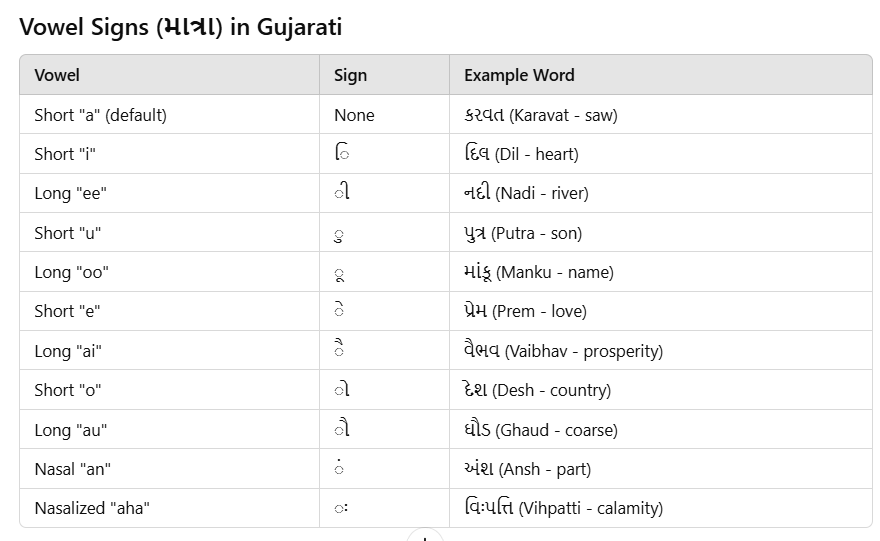 Vowel Signs (માત્રા) in Gujarati
Vowel Sign Example Word
Short "a" (default) None કરવત (Karavat - saw)
Short "i" િ દિલ (Dil - heart)
Long "ee" ી નદી (Nadi - river)
Short "u" ુ પુત્ર (Putra - son)
Long "oo" ૂ માંકૂ (Manku - name)
Short "e" ે પ્રેમ (Prem - love)
Long "ai" ૈ વૈભવ (Vaibhav - prosperity)
Short "o" ો દેશ (Desh - country)
Long "au" ૌ ઘૌડ (Ghaud - coarse)
Nasal "an" ં અંશ (Ansh - part)
Nasalized "aha" ઃ વિઃપત્તિ (Vihpatti - calamity)